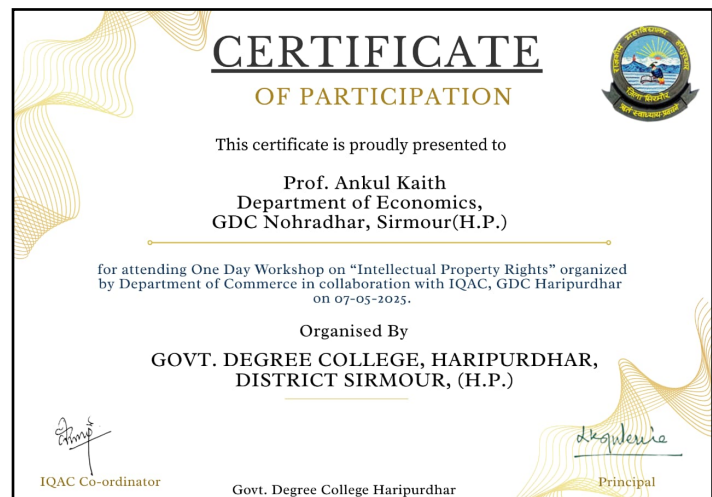 CERTIFICATE
OF PARTICIPATION
This certificate is proudly presented to
Prof. Ankul Kaith
Department of Economics,
GDC Nohradhar, Sirmour(H.P.)
for attending One Day Workshop on “Intellectual Property Rights” organized
by Department of Commerce in collaboration with IQAC, GDC Haripurdhar
on 07-05-2025.
Organised By
GOVT. DEGREE COLLEGE, HARIPURDHAR,
DISTRICT SIRMOUR, (H.P.)
IQAC Co-ordinator
Govt. Degree College Haripurdhar
Principal